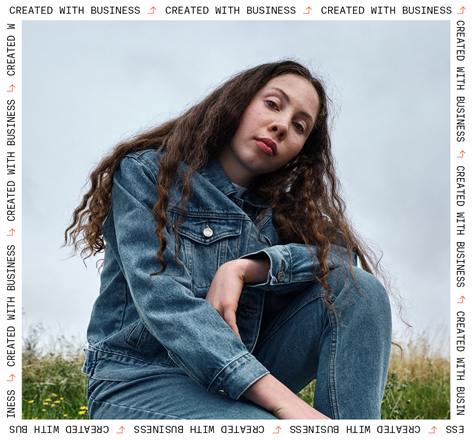 CREATED WITH BUSINESS CREATED WITH BUSINESS CREATED WITH BUSINESS
CREATED WITH BUSINESS CREATED WITH BUSINESS CREATED WITH BUSIN
ESS CREATED WITH BUSINESS CREATED WITH BUSINESS CREATED WITH BUS
INESS CREATED WITH BUSINESS CREATED WITH BUSINESS CREATED W